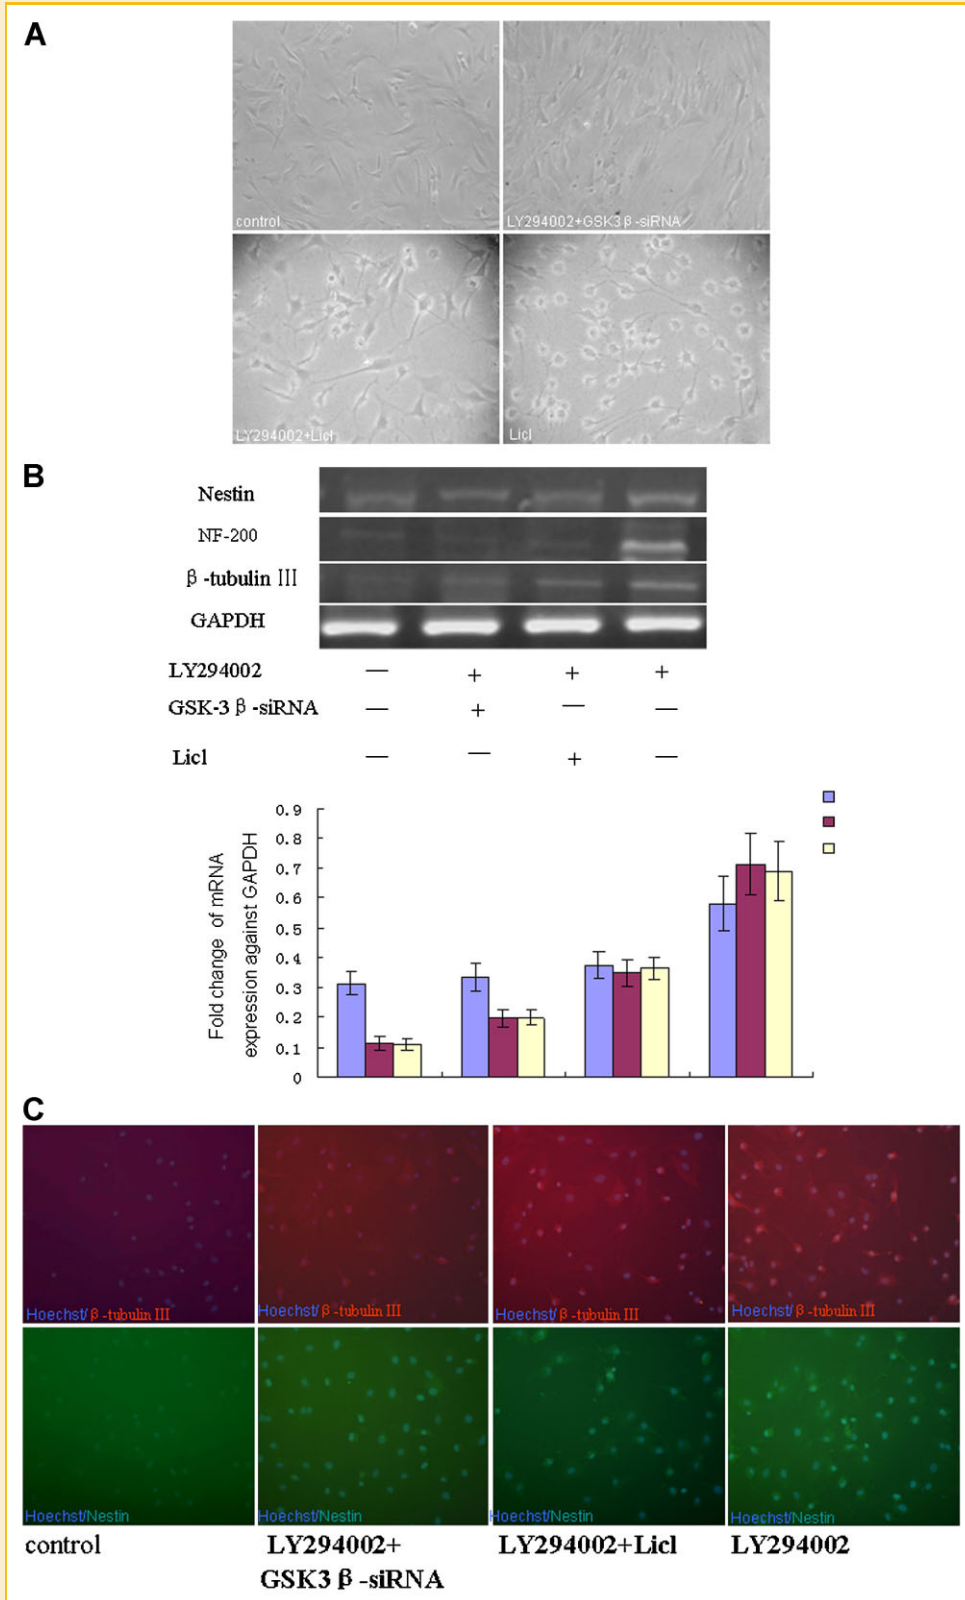 A
control
LY294002+GSK3β-siRNA
LY294002+Licl
Licl
B
Nestin
NF-200
β-tubulin III
GAPDH
LY294002 — + + +
GSK-3β-siRNA — + — —
Licl — — + —
Fold change of mRNA
expression against GAPDH
0.9
0.8
0.7
0.6
0.5
0.4
0.3
0.2
0.1
0
C
Hoechst/β-tubulin III
Hoechst/β-tubulin III
Hoechst/β-tubulin III
Hoechst/β-tubulin III
Hoechst/Nestin
Hoechst/Nestin
Hoechst/Nestin
Hoechst/Nestin
control
LY294002+
GSK3β-siRNA
LY294002+Licl
LY294002